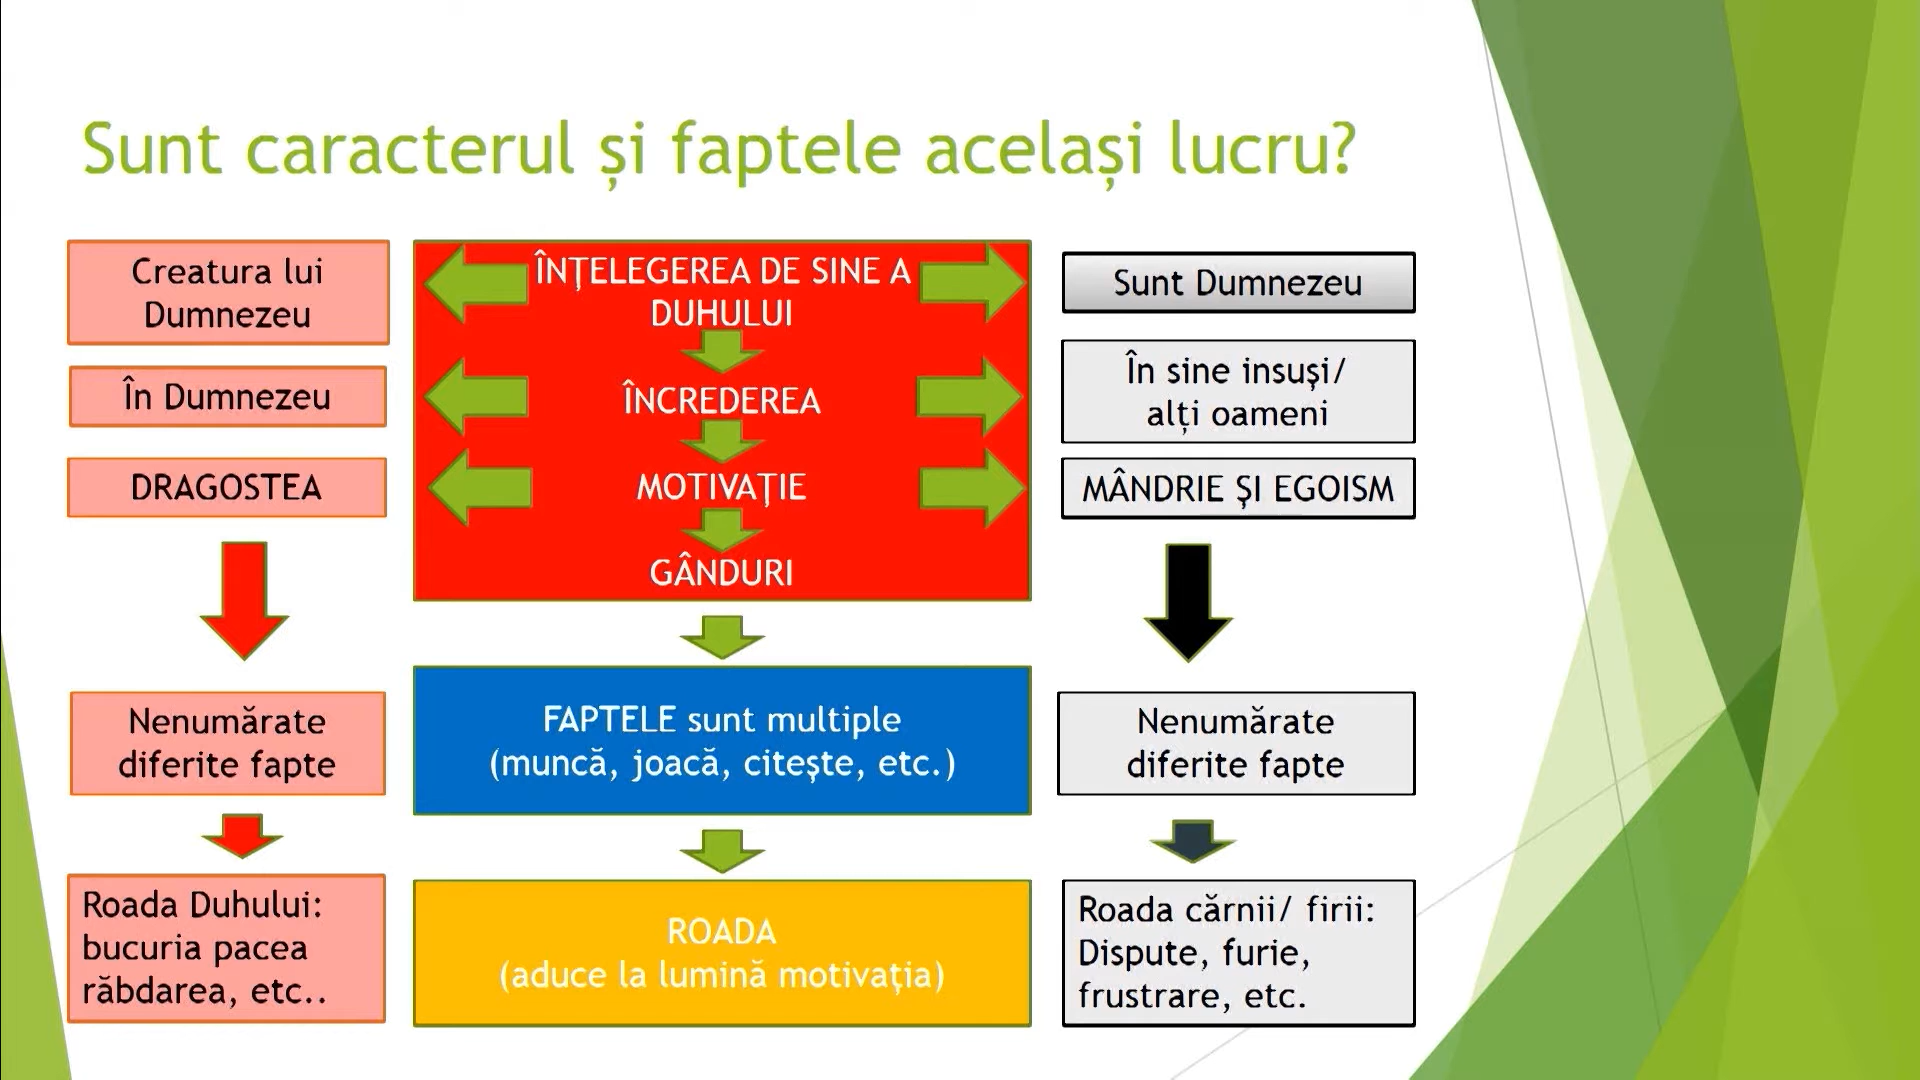 Sunt caracterul și faptele același lucru?
Creatura lui
Dumnezeu
ÎNȚELEGEREA DE SINE A
DUHULUI
Sunt Dumnezeu
În Dumnezeu
ÎNCREDEREA
În sine insuși/
alți oameni
DRAGOSTEA
MOTIVAȚIE
MÂNDRIE ȘI EGOISM
GÂNDURI
Nenumărate
diferite fapte
FAPTELE sunt multiple
(muncă, joacă, citește, etc.)
Nenumărate
diferite fapte
Roada Duhului:
bucuria pacea
răbdarea, etc..
ROADA
(aduce la lumină motivația)
Roada cărnii/ firii:
Dispute, furie,
frustrare, etc.